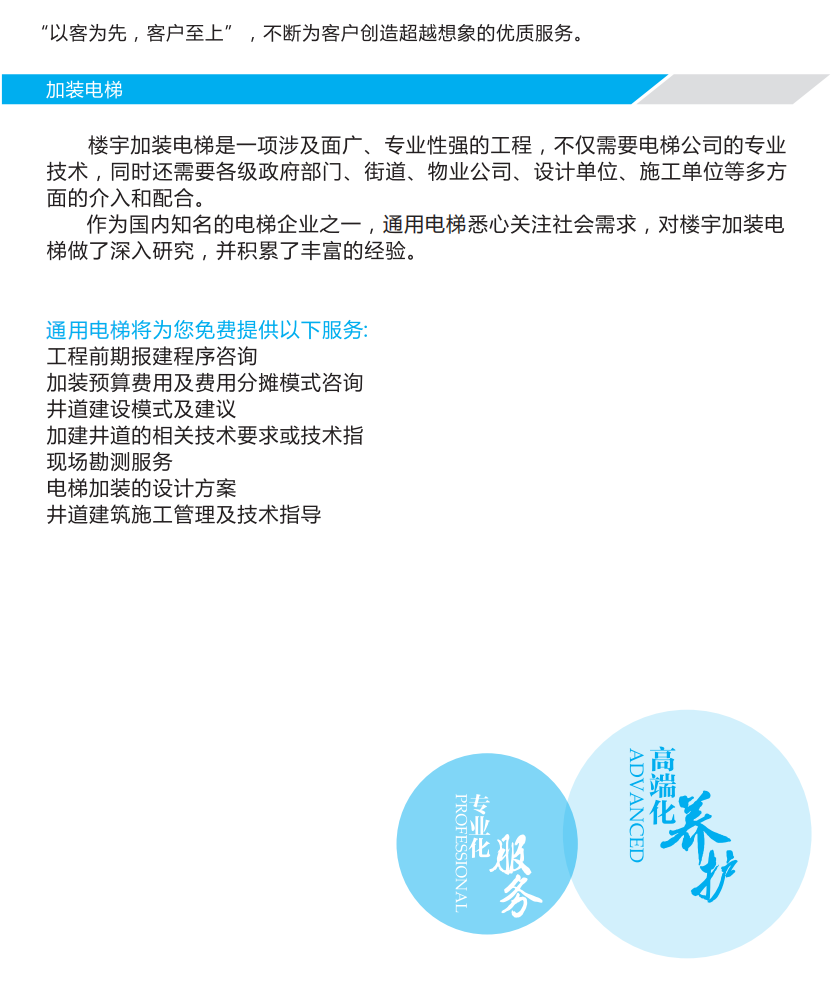 “以客为先，客户至上”，不断为客户创造超越想象的优质服务。
加装电梯
楼宇加装电梯是一项涉及面广、专业性强的工程，不仅需要电梯公司的专业
技术，同时还需要各级政府部门、街道、物业公司、设计单位、施工单位等多方
面的介入和配合。
作为国内知名的电梯企业之一，通用电梯悉心关注社会需求，对楼宇加装电
梯做了深入研究，并积累了丰富的经验。
通用电梯将为您免费提供以下服务:
工程前期报建程序咨询
加装预算费用及费用分摊模式咨询
井道建设模式及建议
加建井道的相关技术要求或技术指
现场勘测服务
电梯加装的设计方案
井道建筑施工管理及技术指导
专业化
PROFESSIONAL
服务
高端化
ADVANCED
养护